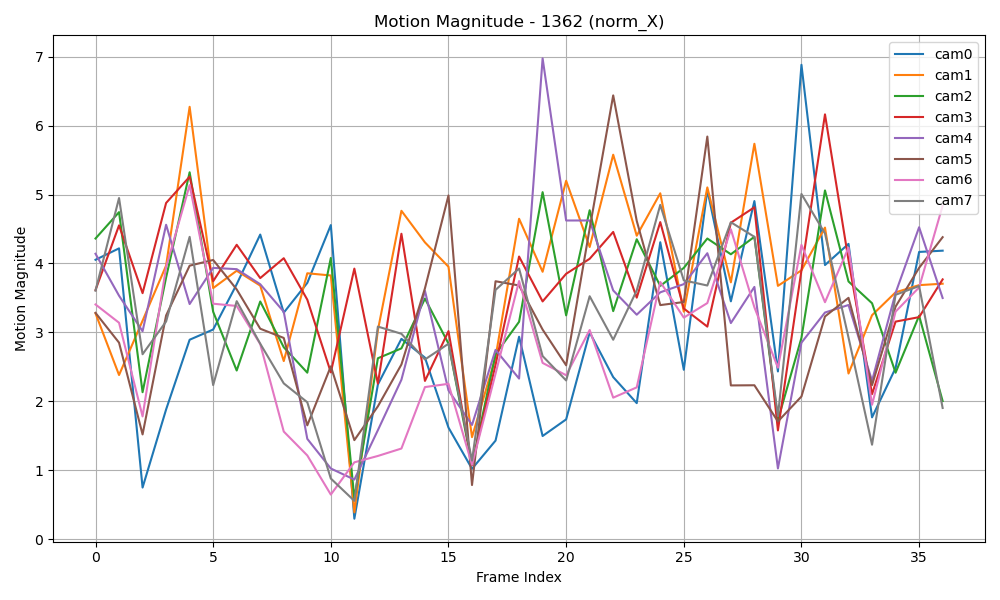 Motion Magnitude - 1362 (norm_X)
7
6
5
4
3
2
1
0
Motion Magnitude
0 5 10 15 20 25 30 35
Frame Index
cam0
cam1
cam2
cam3
cam4
cam5
cam6
cam7